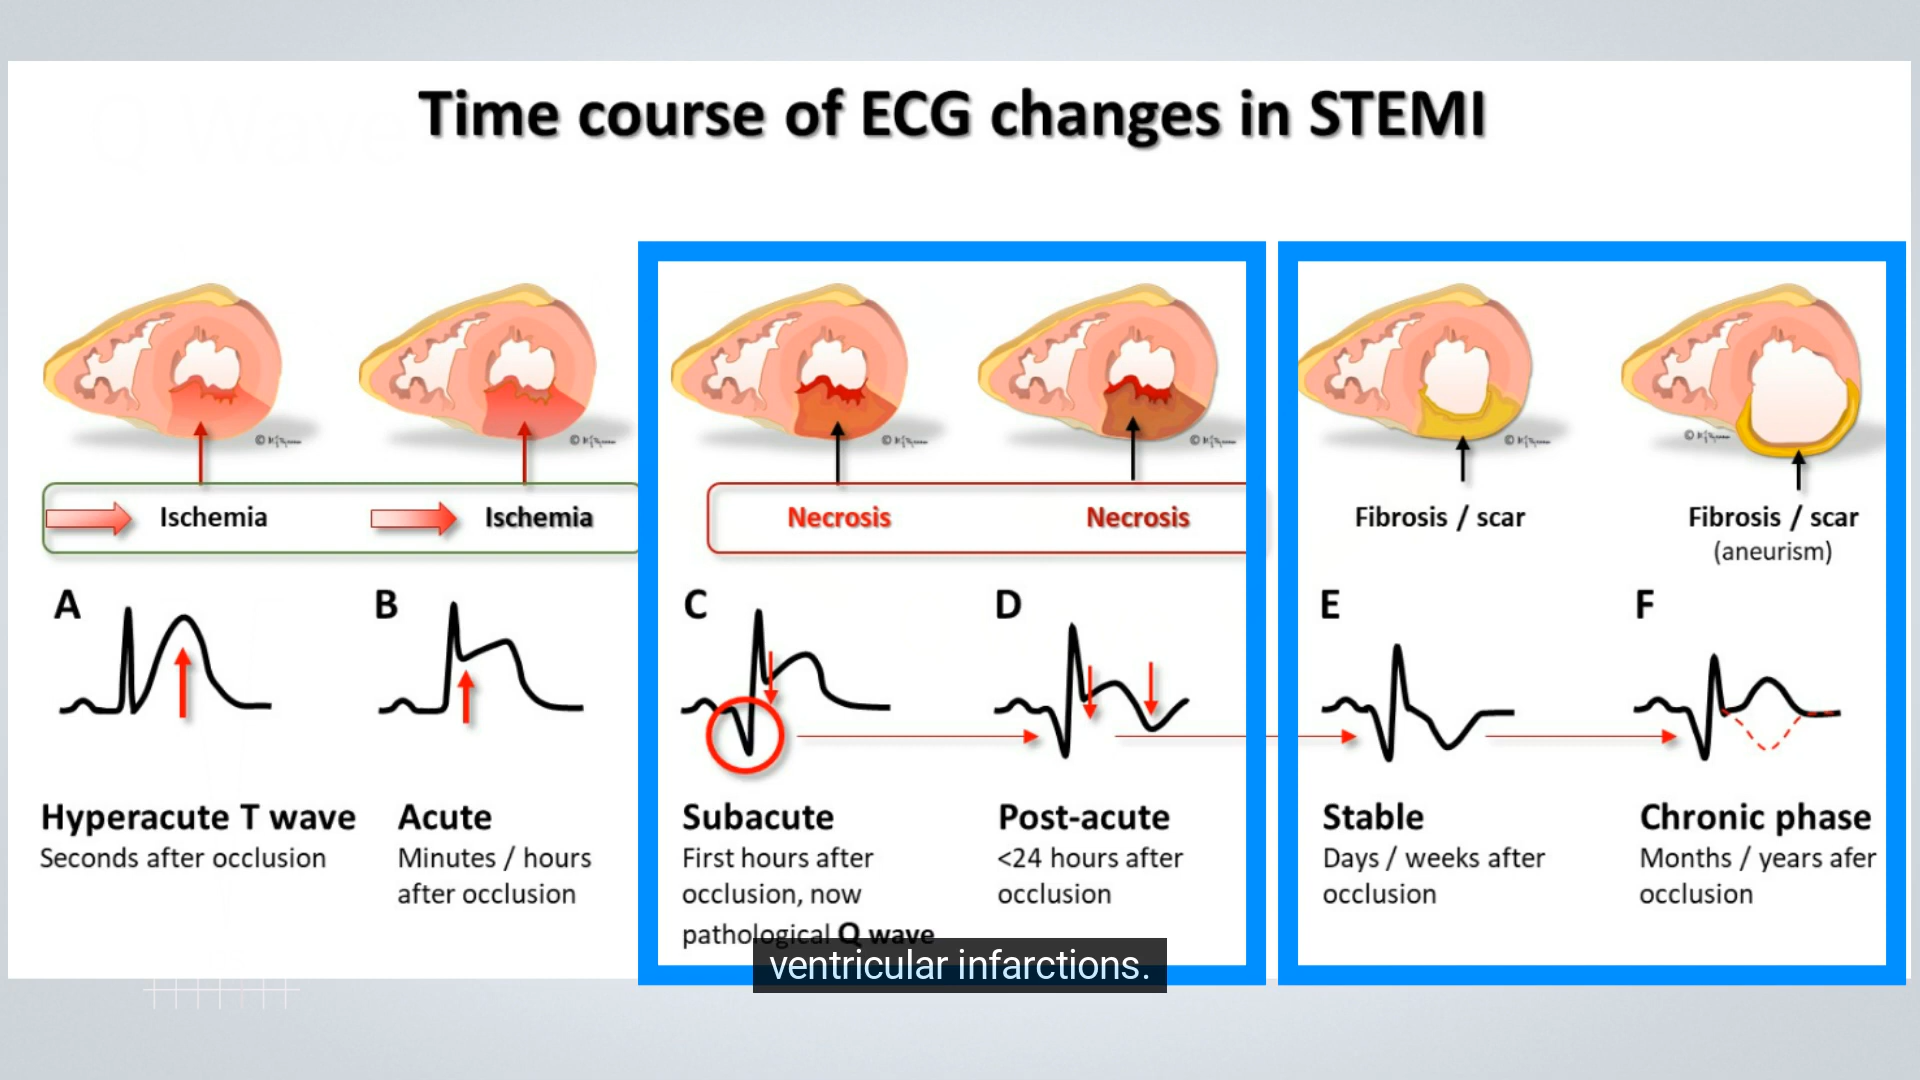 Time course of ECG changes in STEMI
Q Wave
Ischemia
Ischemia
Necrosis
Necrosis
Fibrosis / scar
Fibrosis / scar
(aneurism)
A
B
C
D
E
F
Hyperacute T wave
Seconds after occlusion
Acute
Minutes / hours
after occlusion
Subacute
First hours after
occlusion, now
pathological Q wave
Post-acute
<24 hours after
occlusion
Stable
Days / weeks after
occlusion
Chronic phase
Months / years afer
occlusion
ventricular infarctions.